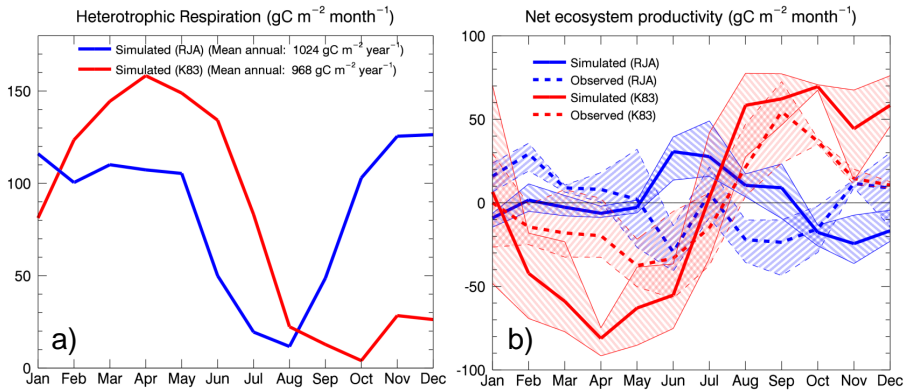 Heterotrophic Respiration (gC m⁻² month⁻¹)
Simulated (RJA) (Mean annual: 1024 gC m⁻² year⁻¹)
Simulated (K83) (Mean annual: 968 gC m⁻² year⁻¹)
150
100
50
0
a)
Jan Feb Mar Apr May Jun Jul Aug Sep Oct Nov Dec
Net ecosystem productivity (gC m⁻² month⁻¹)
100
Simulated (RJA)
Observed (RJA)
Simulated (K83)
Observed (K83)
50
0
-50
-100
b)
Jan Feb Mar Apr May Jun Jul Aug Sep Oct Nov Dec